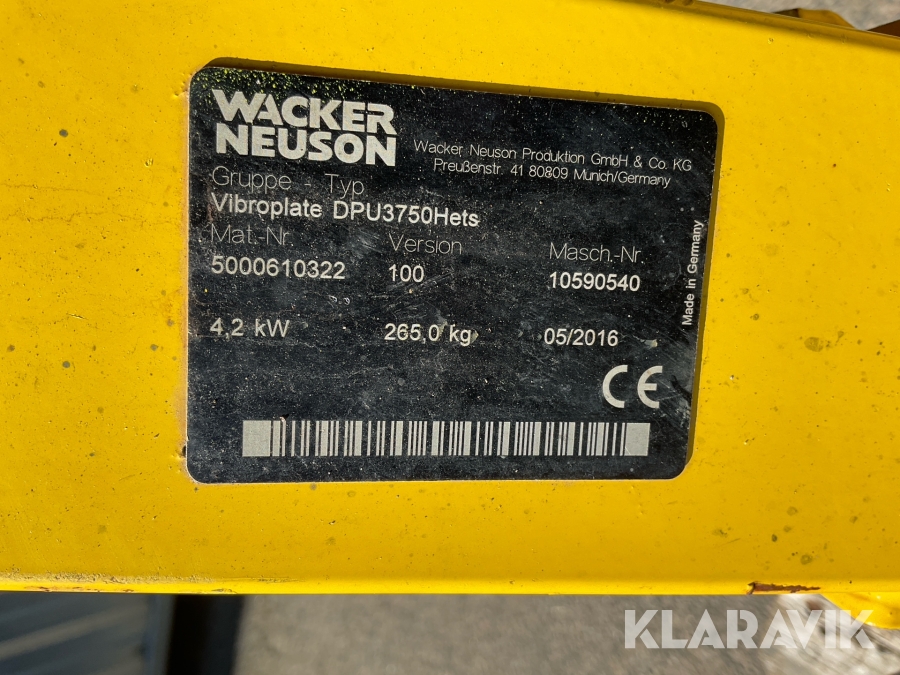 WACKER
NEUSON
Wacker Neuson Produktion GmbH & Co. KG
Preußenstr. 41 80809 Munich/Germany
Gruppe - Typ.
Vibroplate DPU3750Hets
Mat.-Nr. Version Masch.-Nr.
5000610322 100 10590540
4,2 kW 265,0 kg 05/2016
Made in Germany
CE
KLARAVIK